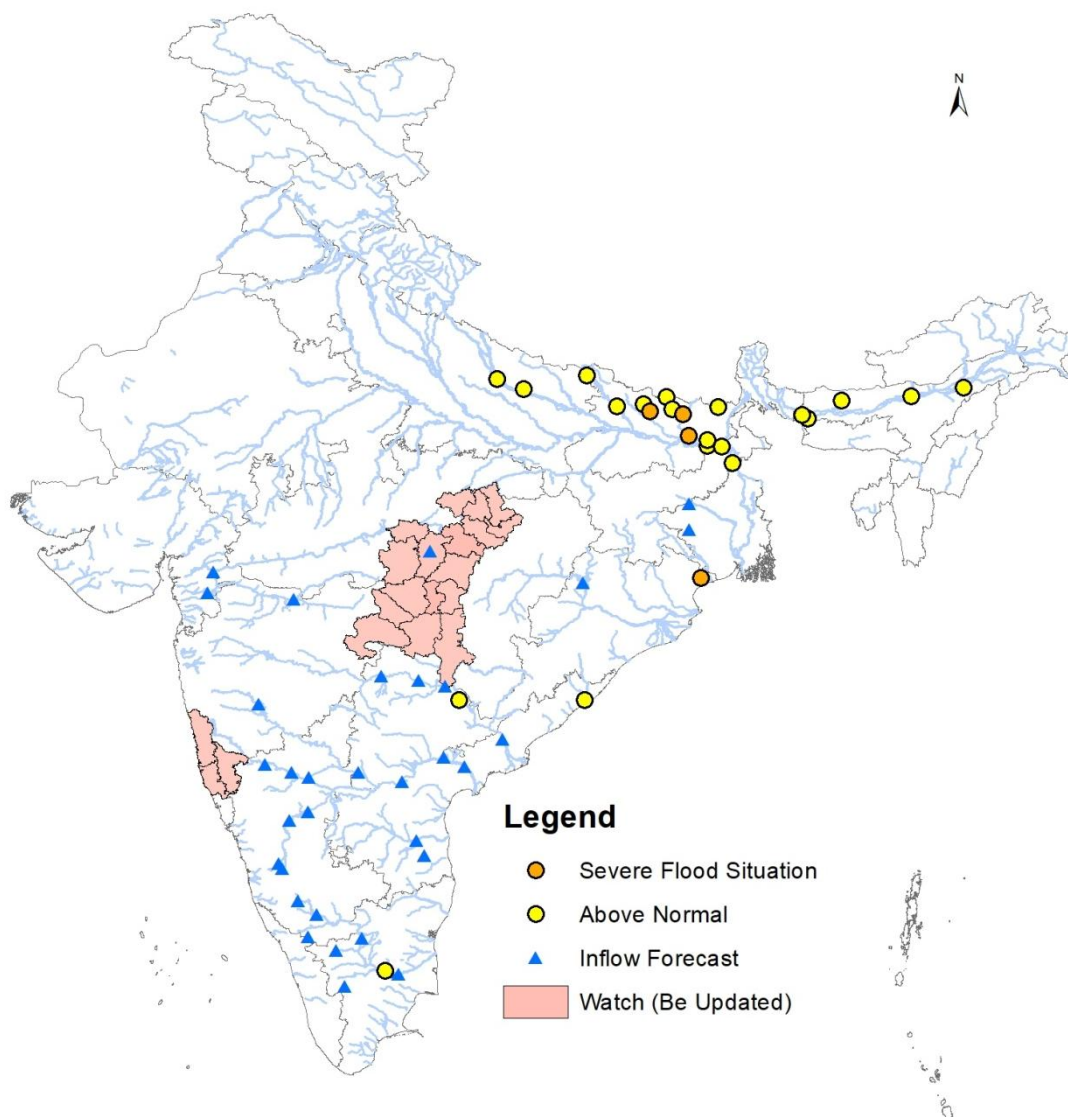 N
Legend
Severe Flood Situation
Above Normal
Inflow Forecast
Watch (Be Updated)